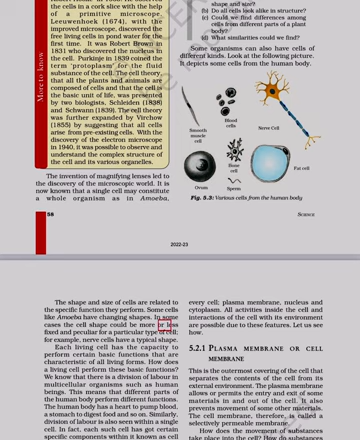 the cells in a cork slice with the help
of a primitive microscope.
Leeuwenhoek (1674), with the
improved microscope, discovered the
free living cells in pond water for the
first time. It was Robert Brown in
1831 who discovered the nucleus in
the cell. Purkinje in 1839 coined the
term 'protoplasm' for the fluid
substance of the cell. The cell theory,
that all the plants and animals are
composed of cells and that the cell is
the basic unit of life, was presented
by two biologists, Schleiden (1838)
and Schwann (1839). The cell theory
was further expanded by Virchow
(1855) by suggesting that all cells
arise from pre-existing cells. With the
discovery of the electron microscope
in 1940, it was possible to observe and
understand the complex structure of
the cell and its various organelles.
More to know
The invention of magnifying lenses led to
the discovery of the microscopic world. It is
now known that a single cell may constitute
a whole organism as in Amoeba,
56
shape and size?
(b) Do all cells look alike in structure?
(c) Could we find differences among
cells from different parts of a plant
body?
(d) What similarities could we find?
Some organisms can also have cells of
different kinds. Look at the following picture.
It depicts some cells from the human body.
Smooth
muscle
cell
Blood
cells
Nerve Cell
Bone
cell
Fat cell
Ovum
Sperm
Fig. 5.3: Various cells from the human body
SCIENCE
2022-23
The shape and size of cells are related to
the specific function they perform. Some cells
like Amoeba have changing shapes. In some
cases the cell shape could be more or less
fixed and peculiar for a particular type of cell;
for example, nerve cells have a typical shape.
Each living cell has the capacity to
perform certain basic functions that are
characteristic of all living forms. How does
a living cell perform these basic functions?
We know that there is a division of labour in
multicellular organisms such as human
beings. This means that different parts of
the human body perform different functions.
The human body has a heart to pump blood,
a stomach to digest food and so on. Similarly,
division of labour is also seen within a single
cell. In fact, each such cell has got certain
specific components within it known as cell
every cell; plasma membrane, nucleus and
cytoplasm. All activities inside the cell and
interactions of the cell with its environment
are possible due to these features. Let us see
how.
5.2.1 PLASMA MEMBRANE OR CELL
MEMBRANE
This is the outermost covering of the cell that
separates the contents of the cell from its
external environment. The plasma membrane
allows or permits the entry and exit of some
materials in and out of the cell. It also
prevents movement of some other materials.
The cell membrane, therefore, is called a
selectively permeable membrane.
How does the movement of substances
take place into the cell? How do substances